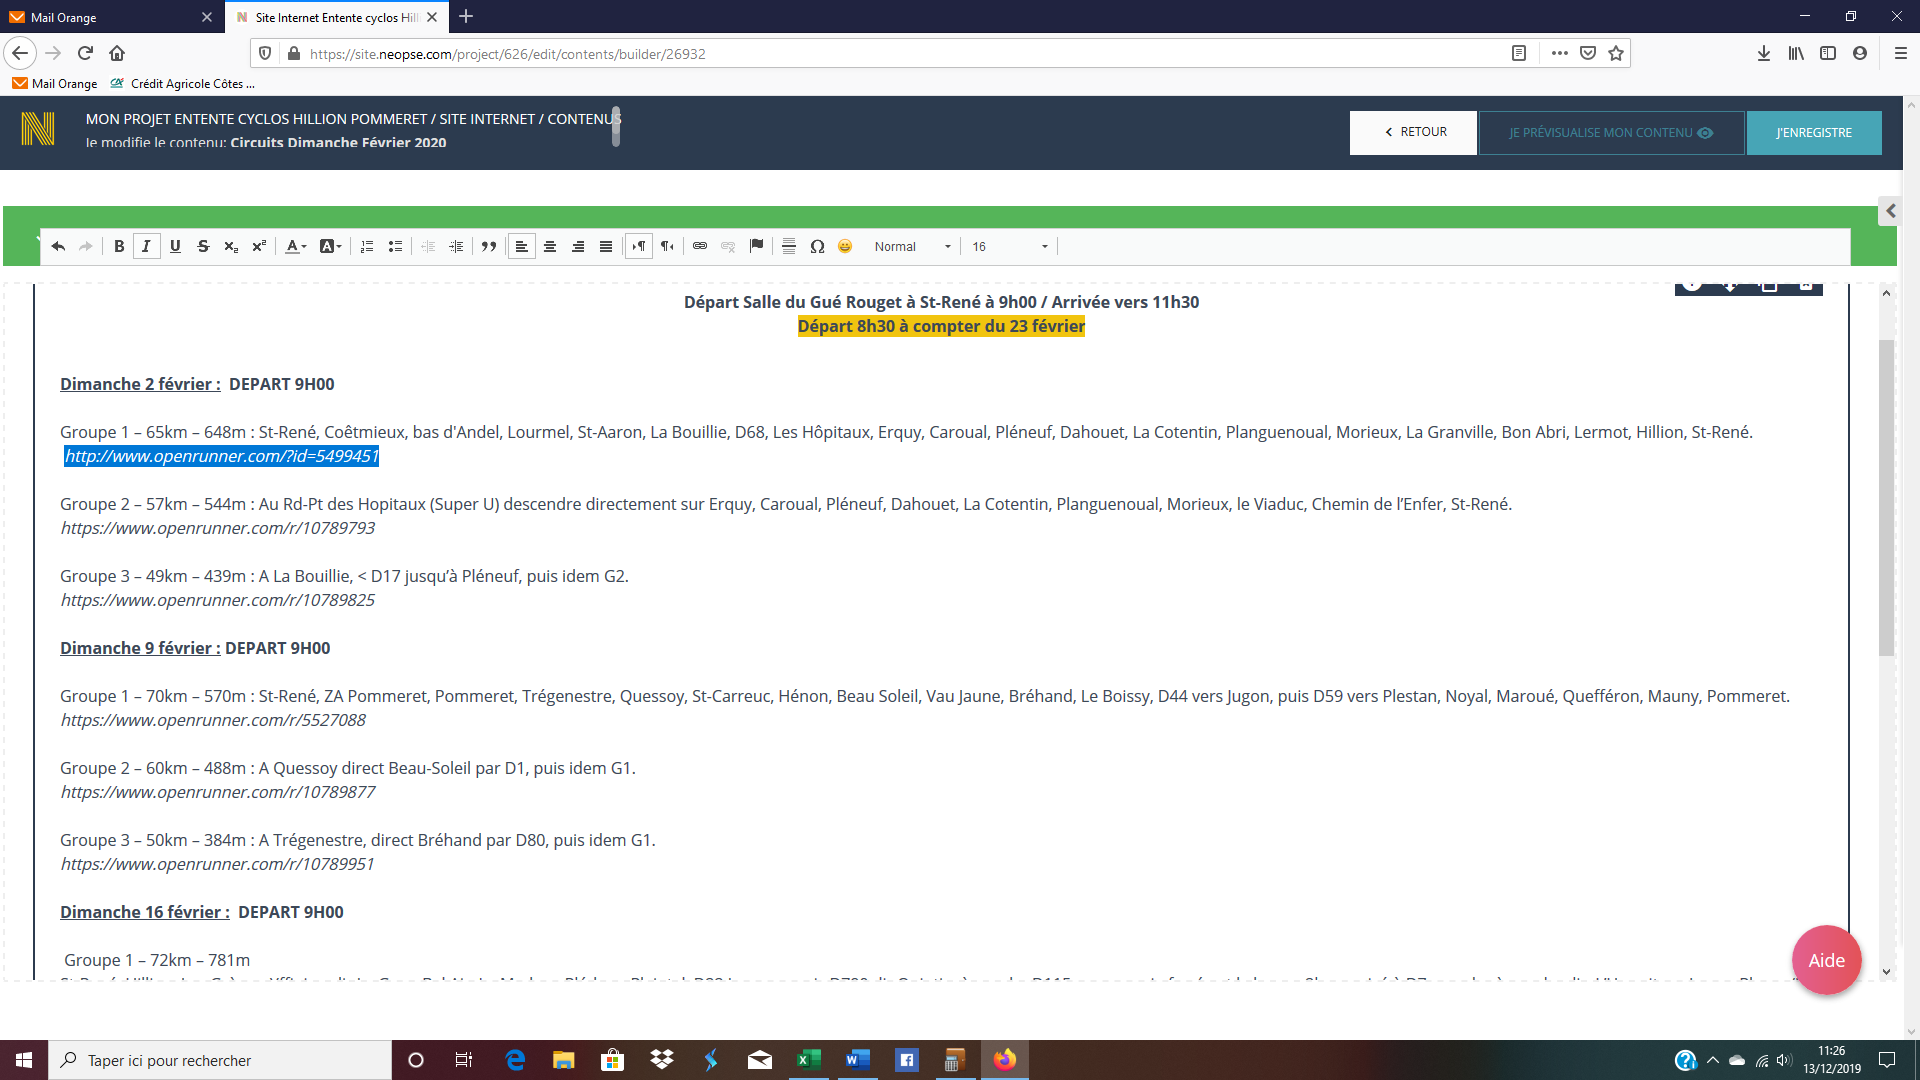 Mail Orange
Site Internet Entente cyclos Hill
https://site.neopse.com/project/626/edit/contents/builder/26932
Mail Orange
Crédit Agricole Côtes ...
MON PROJET ENTENTE CYCLOS HILLION POMMERET / SITE INTERNET / CONTENUS
Je modifie le contenu: Circuits Dimanche Février 2020
RETOUR
JE PRÉVISUALISE MON CONTENU
J'ENREGISTRE
Normal
16
Départ Salle du Gué Rouget à St-René à 9h00 / Arrivée vers 11h30
Départ 8h30 à compter du 23 février
Dimanche 2 février : DEPART 9H00
Groupe 1 – 65km – 648m : St-René, Coêtmieux, bas d'Andel, Lourmel, St-Aaron, La Bouillie, D68, Les Hôpitaux, Erquy, Caroual, Pléneuf, Dahouet, La Cotentin, Planguenoual, Morieux, La Granville, Bon Abri, Lermot, Hillion, St-René.
http://www.openrunner.com/?id=5499451
Groupe 2 – 57km – 544m : Au Rd-Pt des Hopitaux (Super U) descendre directement sur Erquy, Caroual, Pléneuf, Dahouet, La Cotentin, Planguenoual, Morieux, le Viaduc, Chemin de l’Enfer, St-René.
https://www.openrunner.com/r/10789793
Groupe 3 – 49km – 439m : A La Bouillie, < D17 jusqu’à Pléneuf, puis idem G2.
https://www.openrunner.com/r/10789825
Dimanche 9 février : DEPART 9H00
Groupe 1 – 70km – 570m : St-René, ZA Pommeret, Pommeret, Trégenestre, Quessoy, St-Carreuc, Hénon, Beau Soleil, Vau Jaune, Bréhand, Le Boissy, D44 vers Jugon, puis D59 vers Plestan, Noyal, Maroué, Quefféron, Mauny, Pommeret.
https://www.openrunner.com/r/5527088
Groupe 2 – 60km – 488m : A Quessoy direct Beau-Soleil par D1, puis idem G1.
https://www.openrunner.com/r/10789877
Groupe 3 – 50km – 384m : A Trégenestre, direct Bréhand par D80, puis idem G1.
https://www.openrunner.com/r/10789951
Dimanche 16 février : DEPART 9H00
Groupe 1 – 72km – 781m
Aide
Taper ici pour rechercher
11:26
13/12/2019